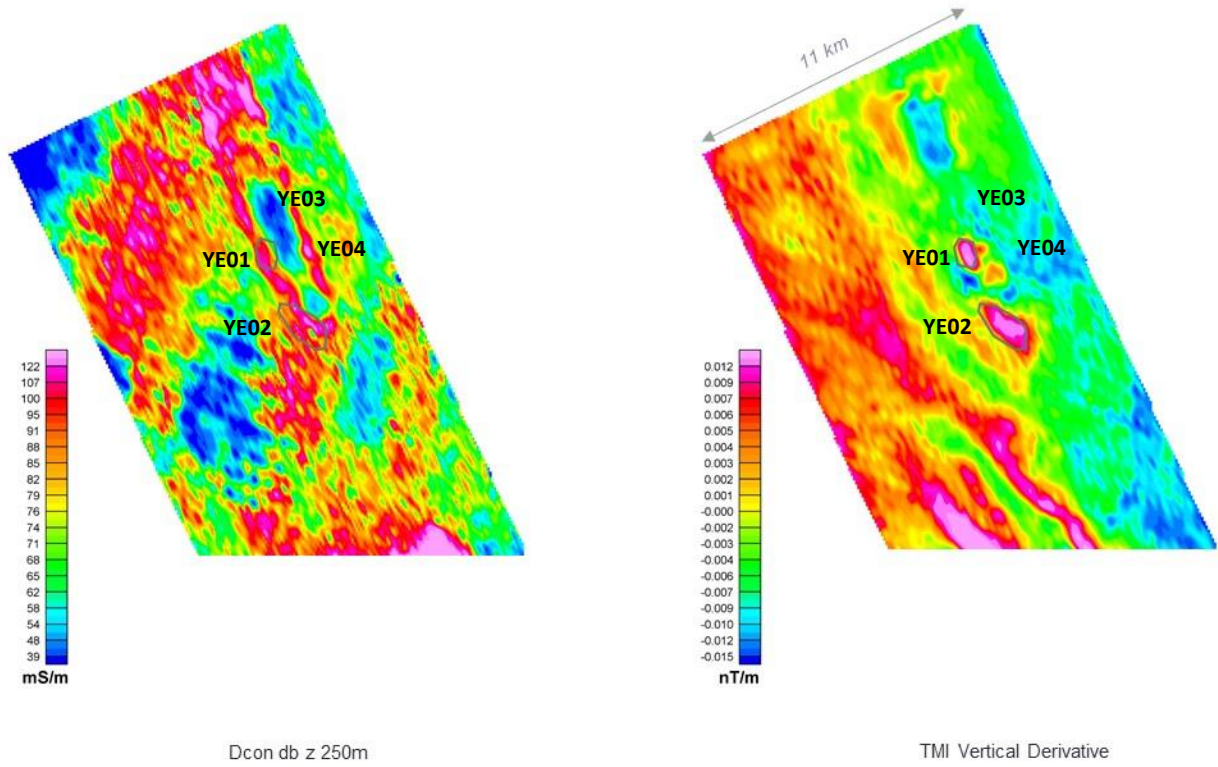 11 km
YE03
YE01
YE04
YE02
122
107
100
95
91
88
85
82
79
76
74
71
68
65
62
58
54
48
39
mS/m
Dcon db z 250m
YE03
YE01
YE04
YE02
0.012
0.009
0.007
0.006
0.005
0.004
0.003
0.002
0.001
-0.000
-0.002
-0.003
-0.004
-0.006
-0.007
-0.009
-0.010
-0.012
-0.015
nT/m
TMI Vertical Derivative